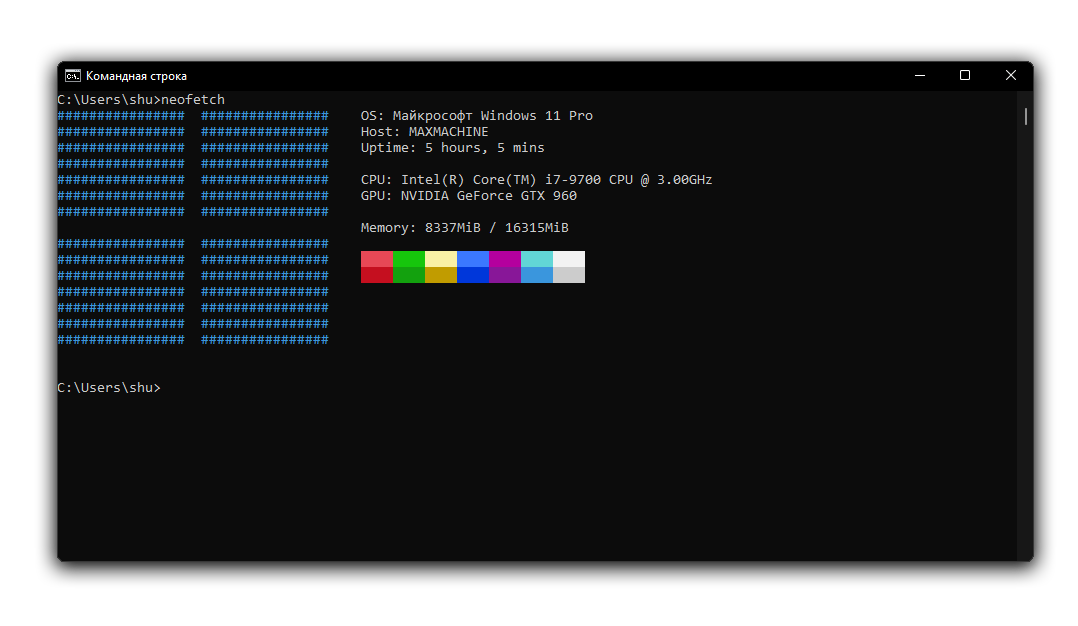 Командная строка
C:\Users\shu>neofetch
################  ################    OS: Майкрософт Windows 11 Pro
################  ################    Host: MAXMACHINE
################  ################    Uptime: 5 hours, 5 mins
################  ################
################  ################    CPU: Intel(R) Core(TM) i7-9700 CPU @ 3.00GHz
################  ################    GPU: NVIDIA GeForce GTX 960
################  ################
                                      Memory: 8337MiB / 16315MiB
################  ################
################  ################
################  ################
################  ################
################  ################
################  ################
################  ################
C:\Users\shu>